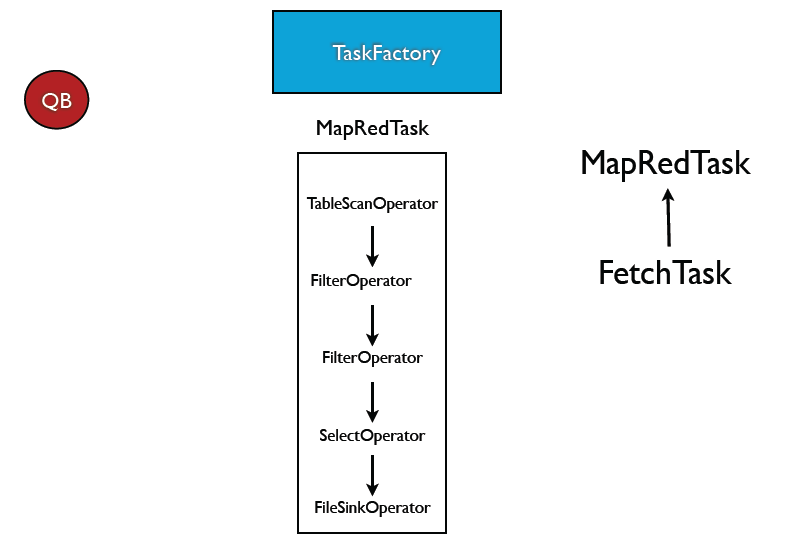 TaskFactory
QB
MapRedTask
TableScanOperator
FilterOperator
FilterOperator
SelectOperator
FileSinkOperator
MapRedTask
FetchTask